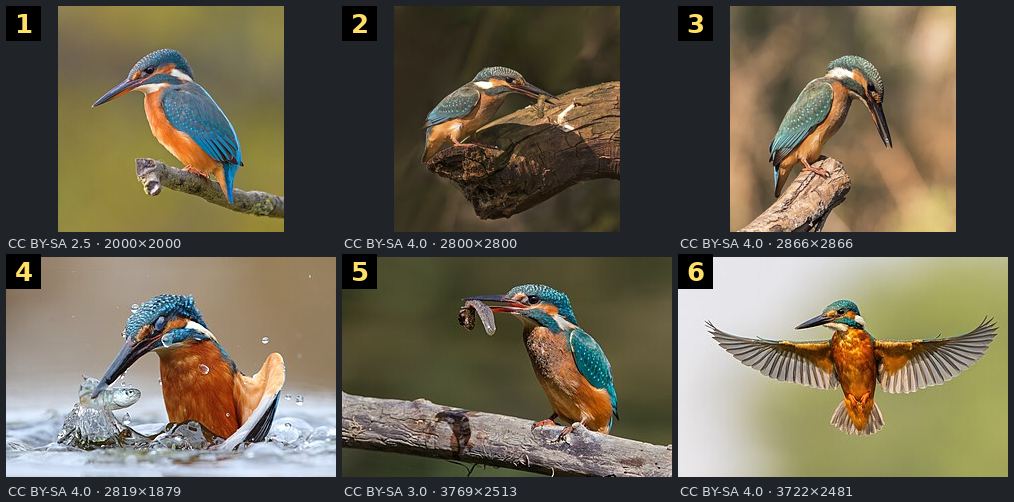 1
2
3
CC BY-SA 2.5 · 2000×2000
CC BY-SA 4.0 · 2800×2800
CC BY-SA 4.0 · 2866×2866
4
5
6
CC BY-SA 4.0 · 2819×1879
CC BY-SA 3.0 · 3769×2513
CC BY-SA 4.0 · 3722×2481